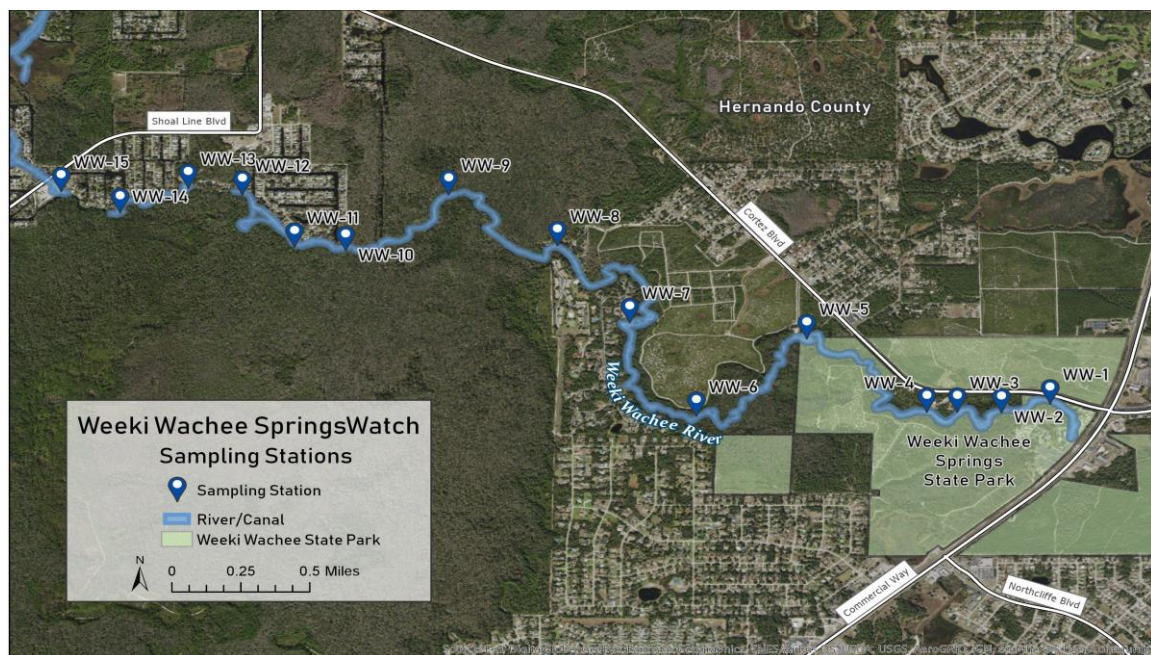 Hernando County
Shoal Line Blvd
WW-15
WW-14
WW-13
WW-12
WW-11
WW-10
WW-9
WW-8
Cortez Blvd
WW-7
WW-5
WW-6
Weeki Wachee River
WW-4
WW-3
WW-1
WW-2
Weeki Wachee
Springs
State Park
Weeki Wachee SpringsWatch
Sampling Stations
Sampling Station
River/Canal
Weeki Wachee State Park
N
0 0.25 0.5 Miles
Commercial Way
Northcliffe Blvd